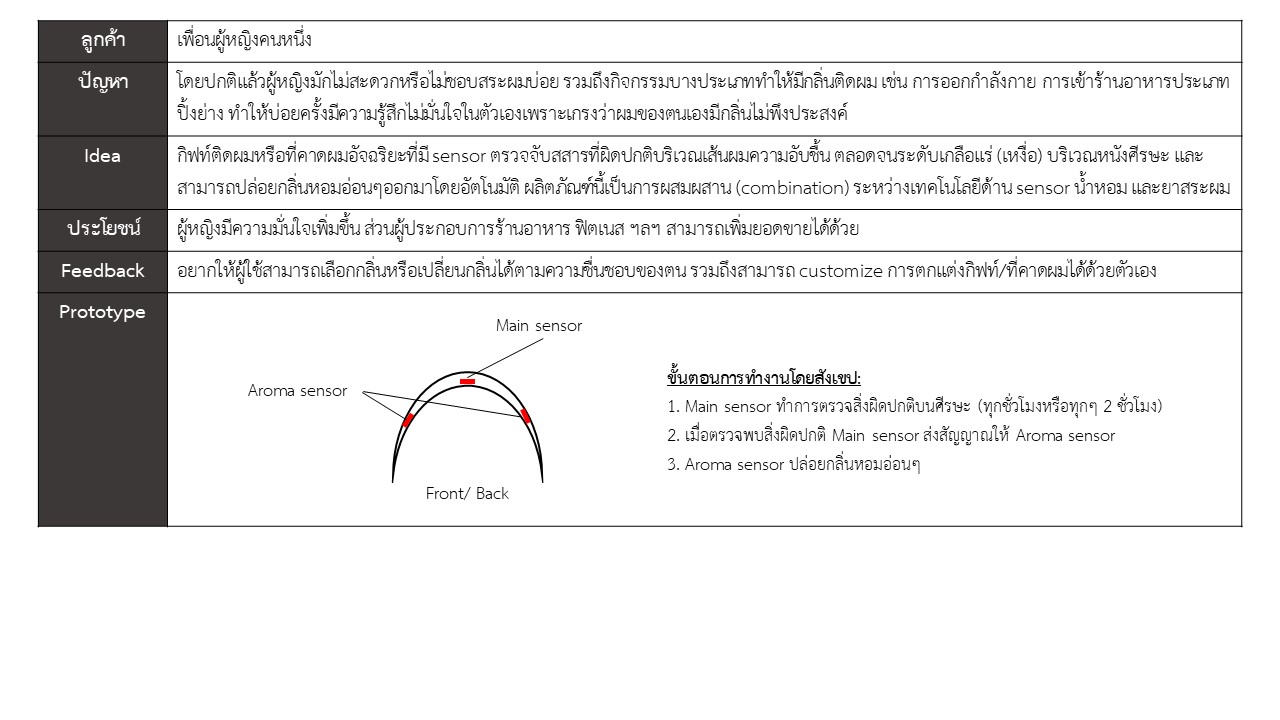 ลูกค้า เพื่อนผู้หญิงคนหนึ่ง
ปัญหา โดยปกติแล้วผู้หญิงมักไม่สะดวกหรือไม่ชอบสระผมบ่อย รวมถึงกิจกรรมบางประเภททำให้มีกลิ่นติดผม เช่น การออกกำลังกาย การเข้าร้านอาหารประเภท
ปิ้งย่าง ทำให้บ่อยครั้งมีความรู้สึกไม่มั่นใจในตัวเองเพราะเกรงว่าผมของตนเองมีกลิ่นไม่พึงประสงค์
Idea กิฟท์ติดผมหรือที่คาดผมอัจฉริยะที่มี sensor ตรวจจับสสารที่ผิดปกติบริเวณเส้นผมความอับชื้น ตลอดจนระดับเกลือแร่ (เหงื่อ) บริเวณหนังศีรษะ และ
สามารถปล่อยกลิ่นหอมอ่อนๆออกมาโดยอัตโนมัติ ผลิตภัณฑ์นี้เป็นการผสมผสาน (combination) ระหว่างเทคโนโลยีด้าน sensor น้ำหอม และยาสระผม
ประโยชน์ ผู้หญิงมีความมั่นใจเพิ่มขึ้น ส่วนผู้ประกอบการร้านอาหาร ฟิตเนส ฯลฯ สามารถเพิ่มยอดขายได้ด้วย
Feedback อยากให้ผู้ใช้สามารถเลือกกลิ่นหรือเปลี่ยนกลิ่นได้ตามความชื่นชอบของตน รวมถึงสามารถ customize การตกแต่งกิฟท์/ที่คาดผมได้ด้วยตัวเอง
Prototype
Main sensor
Aroma sensor
Front/ Back
ขั้นตอนการทำงานโดยสังเขป:
1. Main sensor ทำการตรวจสิ่งผิดปกติบนศีรษะ (ทุกชั่วโมงหรือทุกๆ 2 ชั่วโมง)
2. เมื่อตรวจพบสิ่งผิดปกติ Main sensor ส่งสัญญาณให้ Aroma sensor
3. Aroma sensor ปล่อยกลิ่นหอมอ่อนๆ